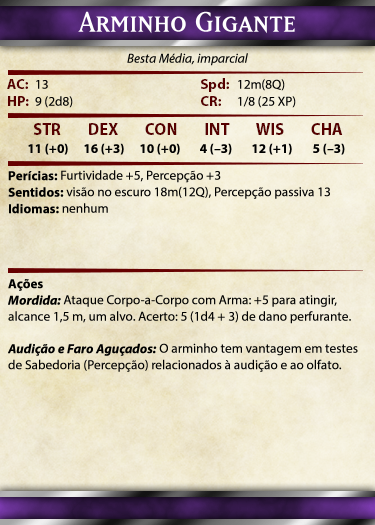 Arminho Gigante
Besta Média, imparcial
AC: 13 Spd: 12m(8Q)
HP: 9 (2d8) CR: 1/8 (25 XP)
STR DEX CON INT WIS CHA
11 (+0) 16 (+3) 10 (+0) 4 (–3) 12 (+1) 5 (–3)
Perícias: Furtividade +5, Percepção +3
Sentidos: visão no escuro 18m(12Q), Percepção passiva 13
Idiomas: nenhum
Ações
Mordida: Ataque Corpo-a-Corpo com Arma: +5 para atingir,
alcance 1,5 m, um alvo. Acerto: 5 (1d4 + 3) de dano perfurante.
Audição e Faro Aguçados: O arminho tem vantagem em testes
de Sabedoria (Percepção) relacionados à audição e ao olfato.